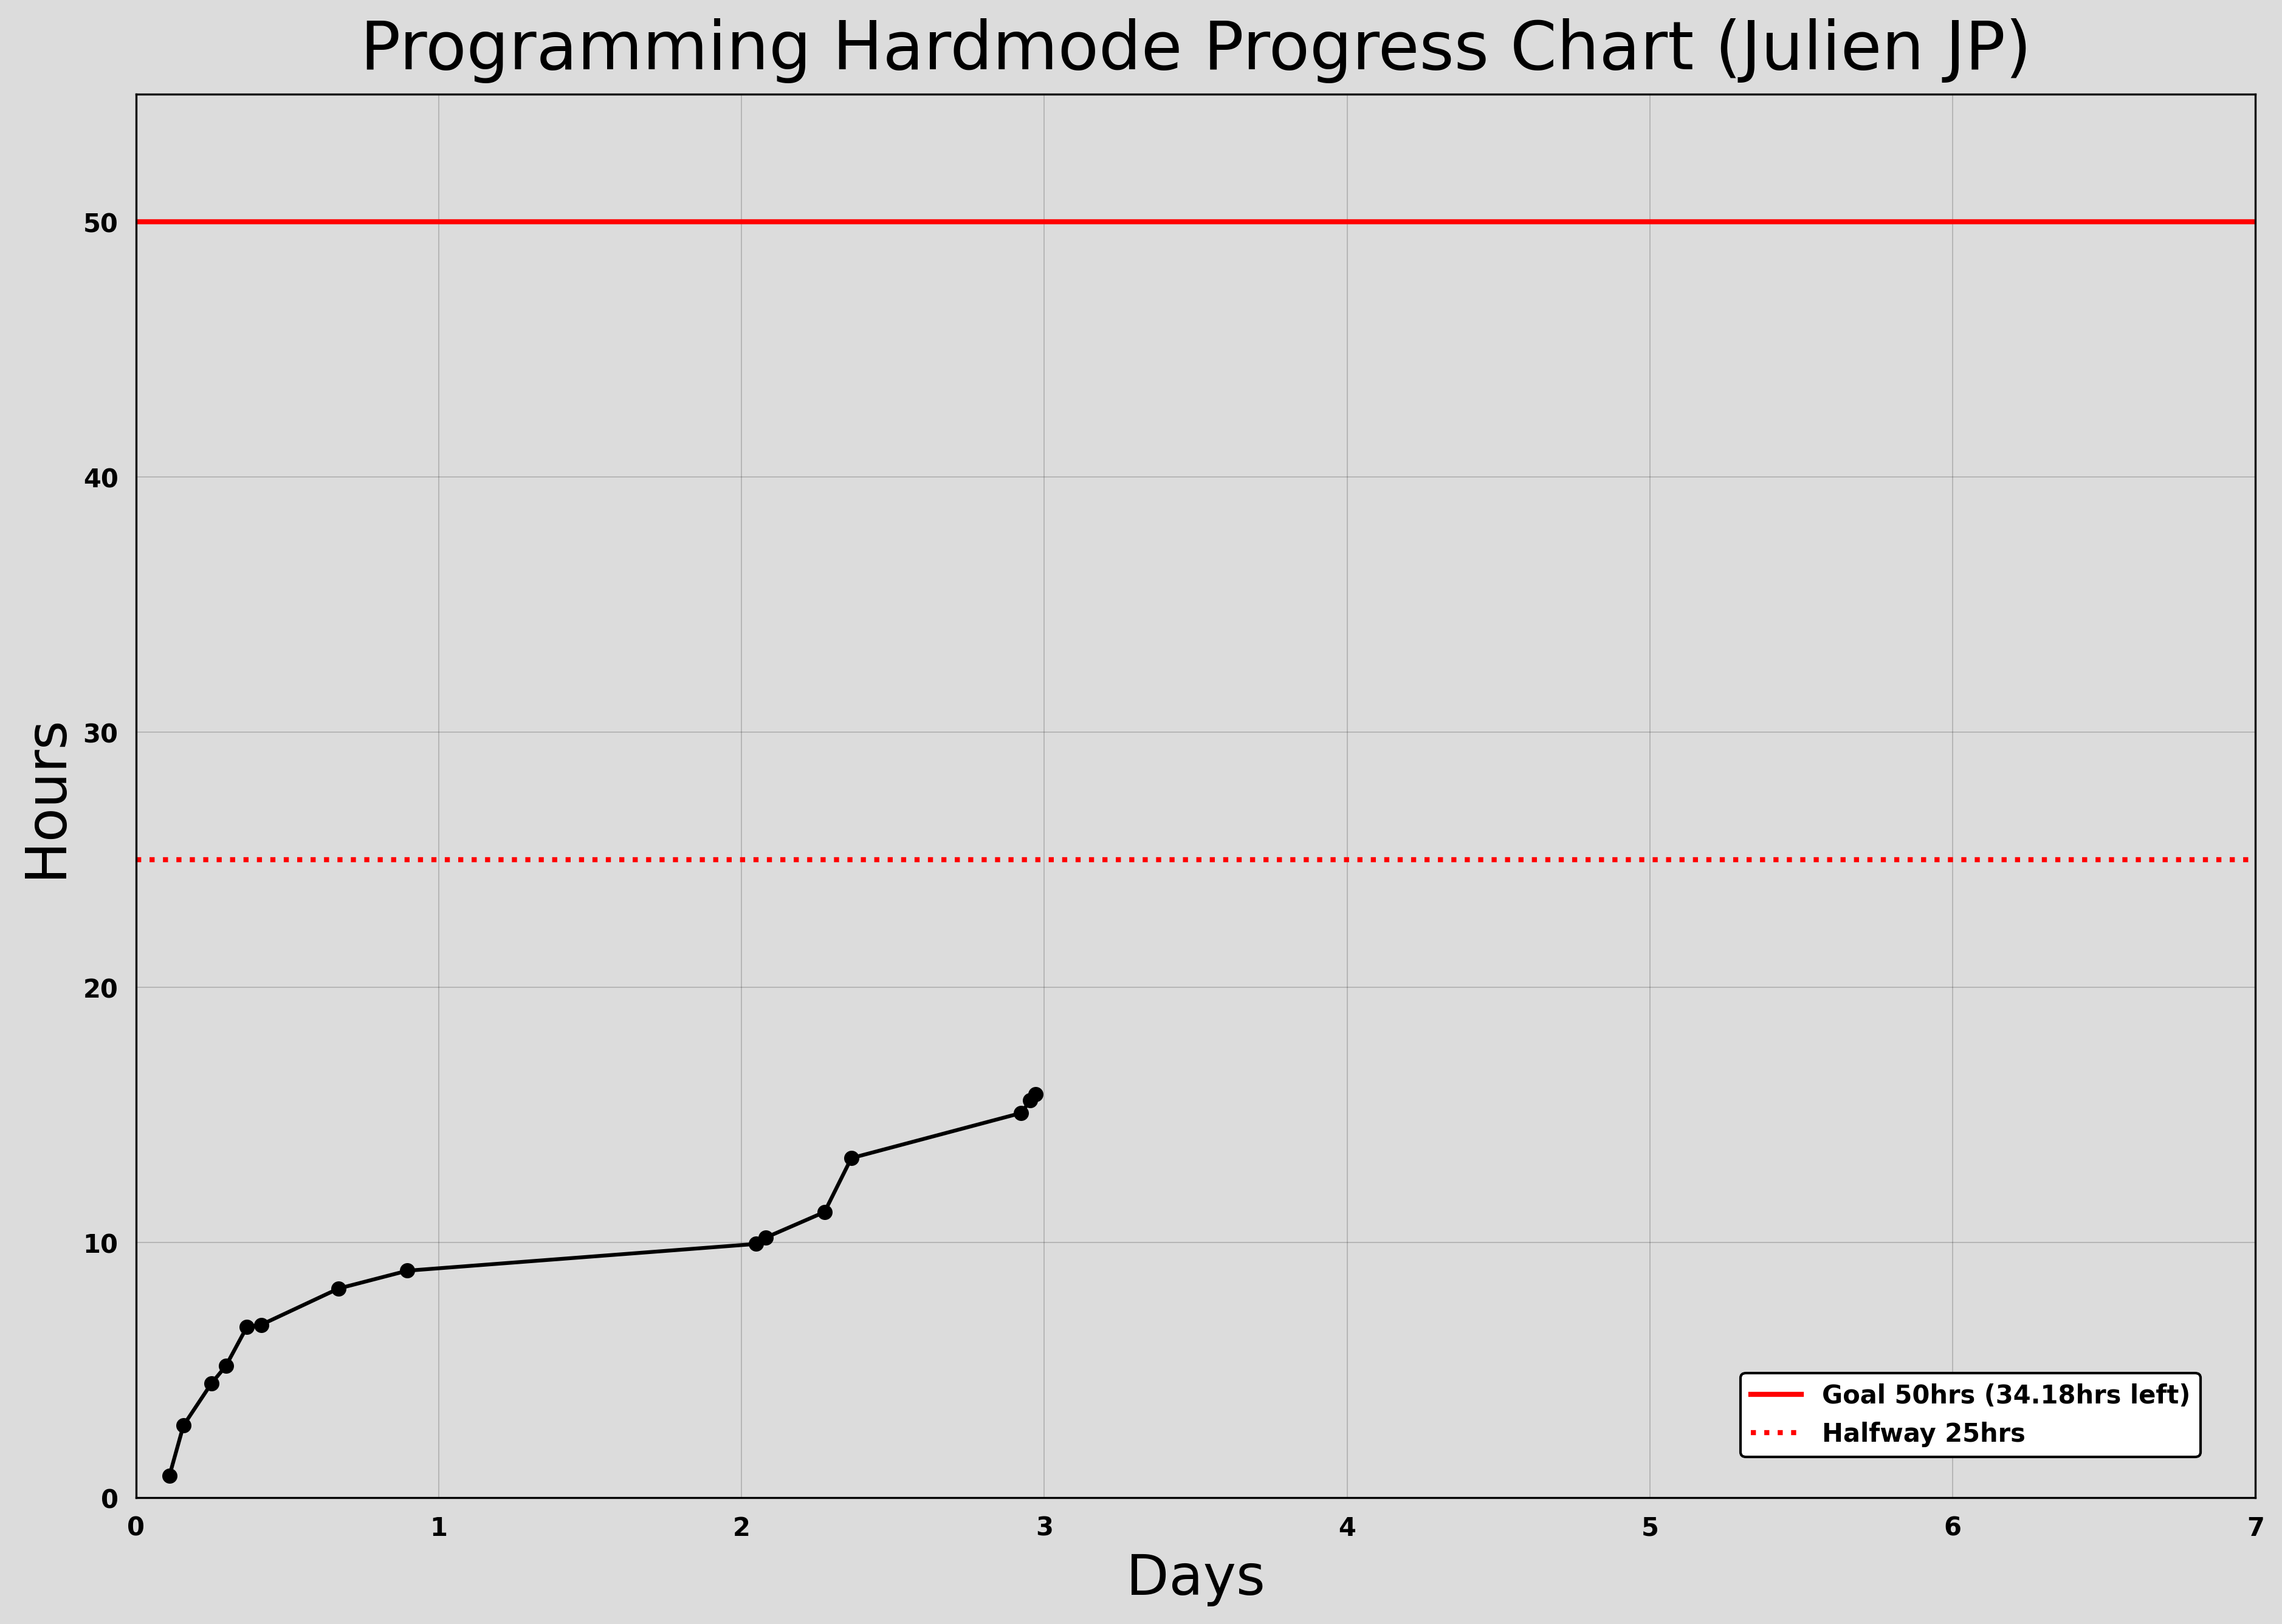 Programming Hardmode Progress Chart (Julien JP)
Hours
50
40
30
20
10
0
0 1 2 3 4 5 6 7
Days
Goal 50hrs (34.18hrs left)
Halfway 25hrs